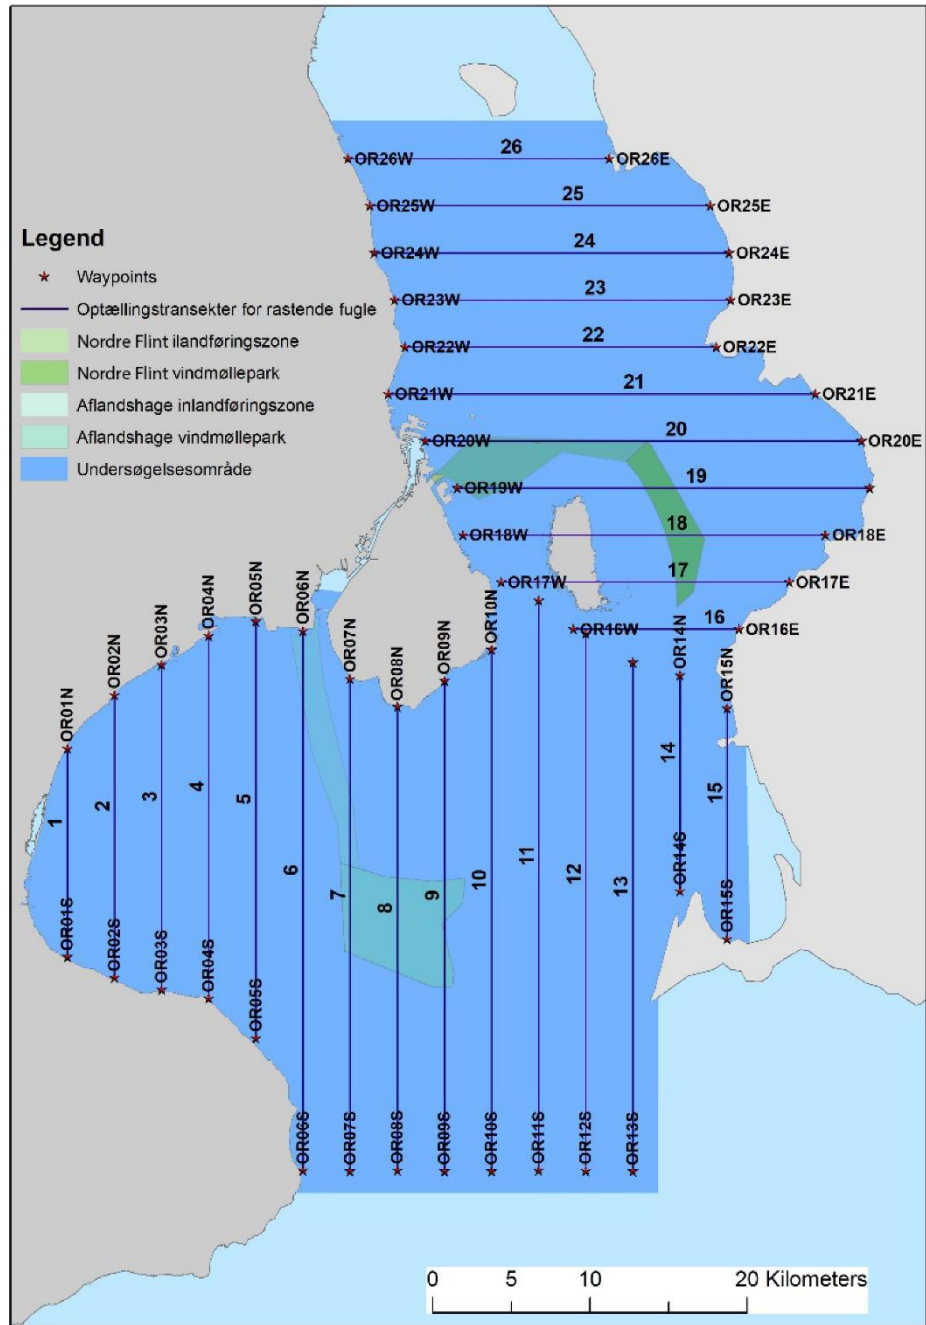 26
OR26W
OR26E
25
OR25W
OR25E
Legend
24
OR24W
OR24E
Waypoints
23
OR23W
OR23E
Optællingstransekter for rastende fugle
Nordre Flint ilandføringszone
22
OR22W
OR22E
Nordre Flint vindmøllepark
21
OR21W
OR21E
Aflandshage inlandføringszone
Aflandshage vindmøllepark
20
OR20W
OR20E
Undersøgelsesområde
19
OR19W
18
OR18W
OR18E
17
OR17W
OR17E
16
OR16W
OR16E
OR01N
OR02N
OR03N
OR04N
OR05N
OR06N
OR07N
OR08N
OR09N
OR10N
OR14N
OR15N
1
2
3
4
5
6
7
8
9
10
11
12
13
14
15
OR01S
OR02S
OR03S
OR04S
OR05S
OR06S
OR07S
OR08S
OR09S
OR10S
OR11S
OR12S
OR13S
OR14S
OR15S
0 5 10 20 Kilometers